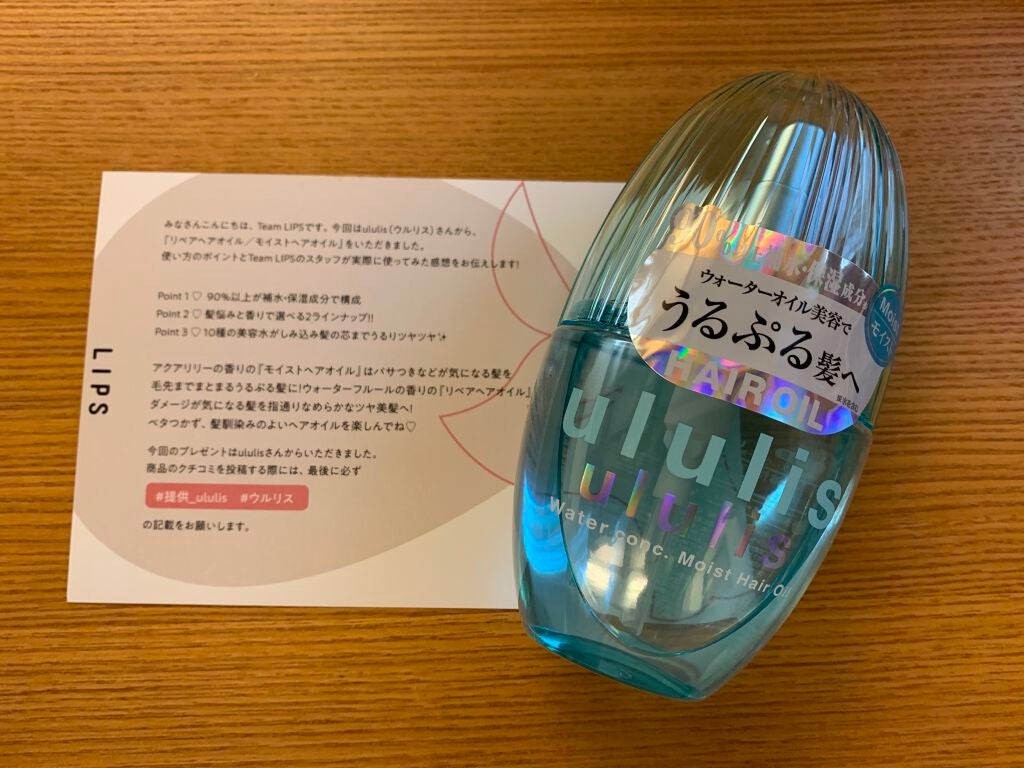 みなさんこんにちは、Team LIPSです。今回はululis(ウルリス)さんから、
『リペアヘアオイル/モイストヘアオイル』をいただきました。
使い方のポイントとTeam LIPSのスタッフが実際に使ってみた感想をお伝えします!
Point 1 ♡ 90%以上が補水・保湿成分で構成
Point 2 ♡ 髪悩みと香りで選べる2ラインナップ!!
Point 3 ♡ 10種の美容水がしみ込み髪の芯までうるりツヤツヤ✨
アクアリリーの香りの『モイストヘアオイル』はパサつきなどが気になる髪を
毛先までまとまるうるぷる髪に!ウォーターフルールの香りの『リペアヘアオイル』
ダメージが気になる髪を指通りなめらかなツヤ美髪へ!
ベタつかず、髪馴染みのよいヘアオイルを楽しんでね♡
今回のプレゼントはululisさんからいただきました。
商品のクチコミを投稿する際には、最後に必ず
#提供_ululis #ウルリス
の記載をお願いします。
LIPS
90%以上 補水・保湿成分
ウォーターオイル美容で
うるぷる髪へ
HAIR OIL
Moist
モイスト
ululis
ululis
Water conc. Moist Hair Oil